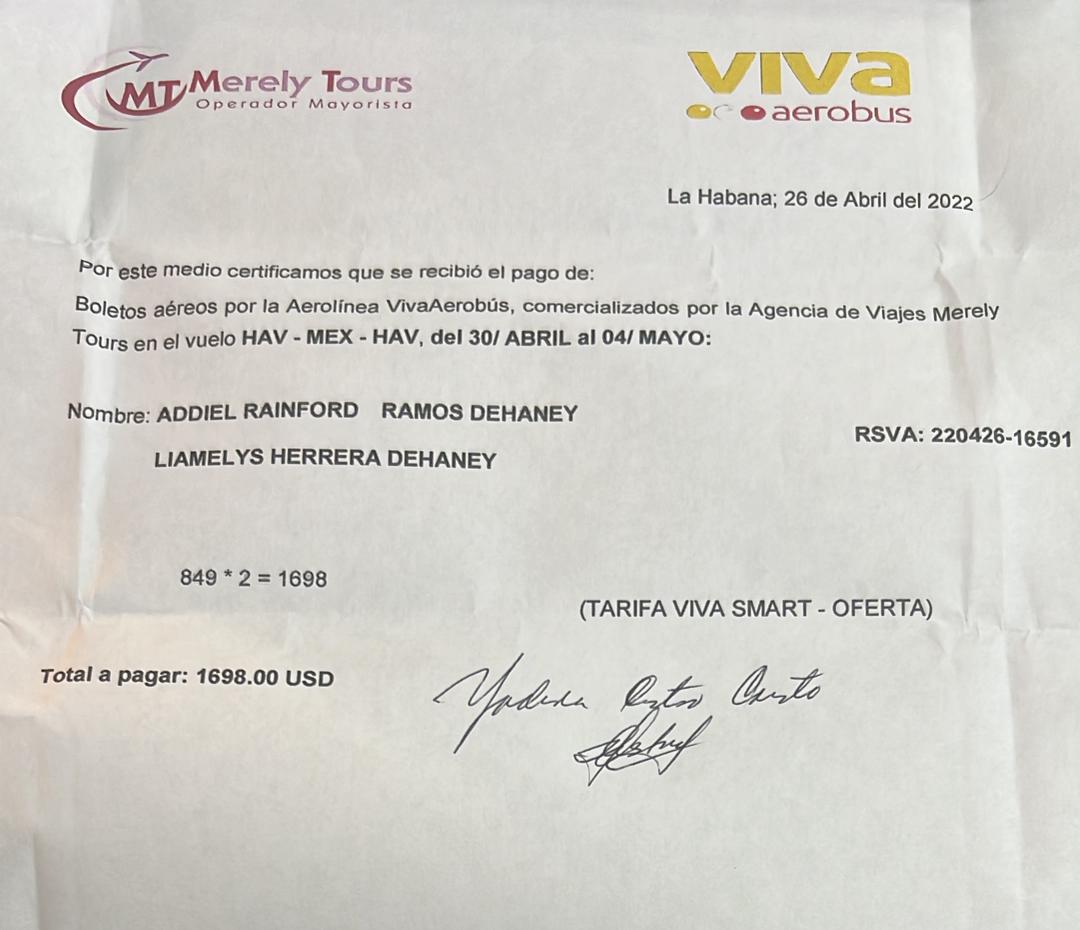 MT Merely Tours
Operador Mayorista
viva
aerobus
La Habana; 26 de Abril del 2022
Por este medio certificamos que se recibió el pago de:
Boletos aéreos por la Aerolínea VivaAerobús, comercializados por la Agencia de Viajes Merely
Tours en el vuelo HAV - MEX - HAV, del 30/ ABRIL al 04/ MAYO:
Nombre: ADDIEL RAINFORD RAMOS DEHANEY
RSVA: 220426-16591
LIAMELYS HERRERA DEHANEY
849 * 2 = 1698
(TARIFA VIVA SMART - OFERTA)
Total a pagar: 1698.00 USD